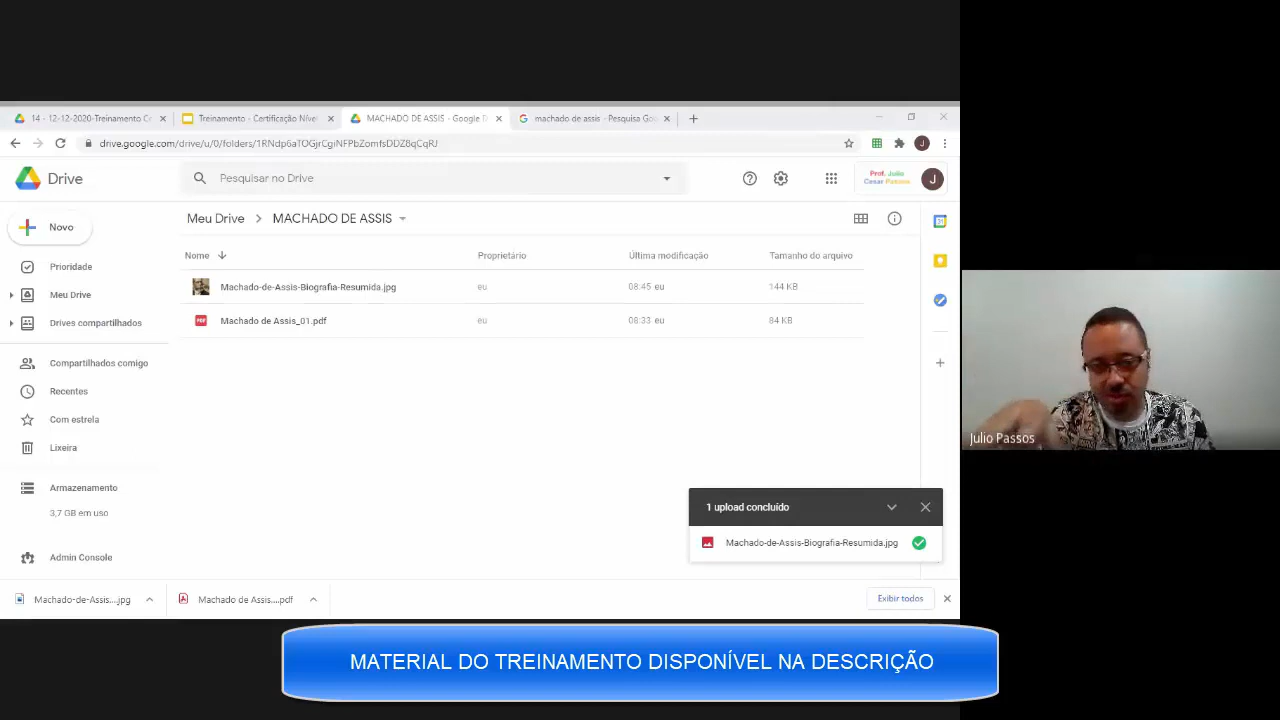 14 - 12-12-2020-Treinamento C
Treinamento - Certificação Nível
MACHADO DE ASSIS - Google D
machado de assis - Pesquisa Goo
drive.google.com/drive/u/0/folders/1RNdp6aTOGjrCgiNFPbZomfsDDZ8qCqRJ
Drive
Pesquisar no Drive
Prof. Julio
Cesar Passos
J
Novo
Meu Drive > MACHADO DE ASSIS
Nome
Proprietário
Última modificação
Tamanho do arquivo
Prioridade
Machado-de-Assis-Biografia-Resumida.jpg
eu
08:45 eu
144 KB
Meu Drive
Machado de Assis_01.pdf
eu
08:33 eu
84 KB
Drives compartilhados
Compartilhados comigo
Recentes
Com estrela
Lixeira
Armazenamento
3,7 GB em uso
Admin Console
Julio Passos
1 upload concluído
Machado-de-Assis-Biografia-Resumida.jpg
Machado-de-Assis....jpg
Machado de Assis....pdf
Exibir todos
MATERIAL DO TREINAMENTO DISPONÍVEL NA DESCRIÇÃO